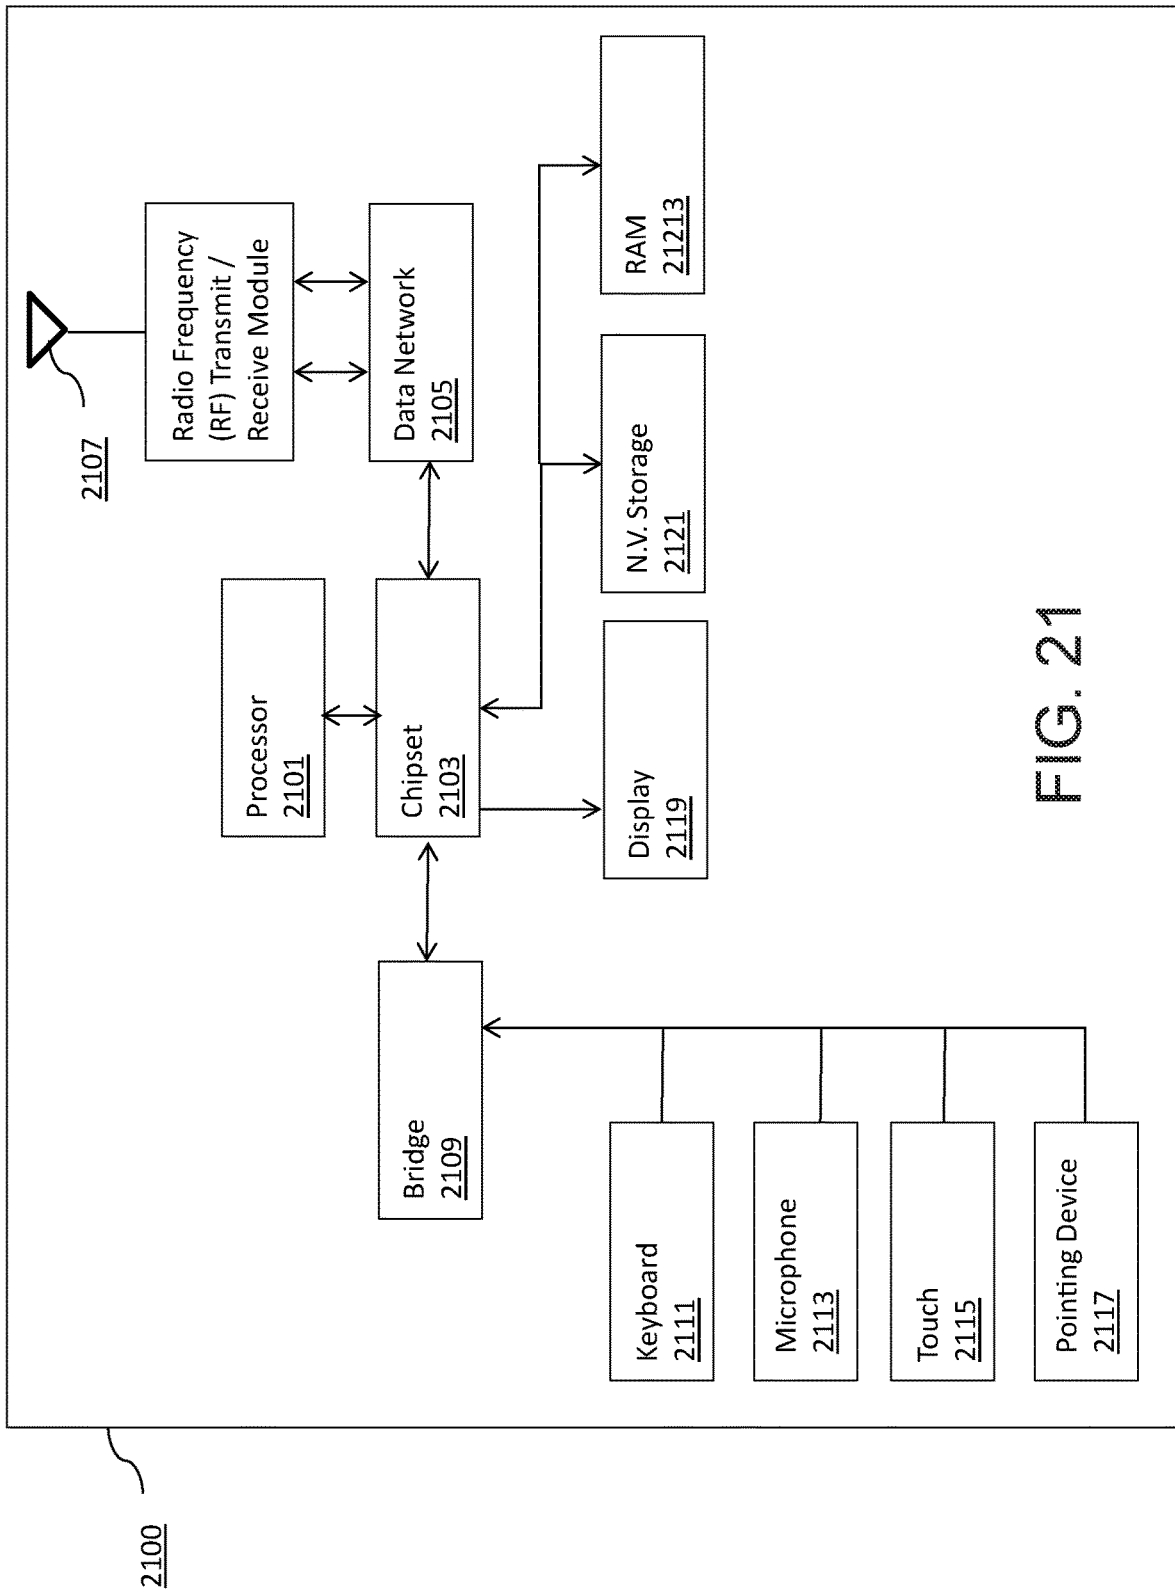 2107
Radio Frequency
(RF) Transmit /
Receive Module
Processor
2101
Data Network
2105
Chipset
2103
Bridge
2109
Display
2119
N.V. Storage
2121
RAM
21213
Keyboard
2111
Microphone
2113
Touch
2115
Pointing Device
2117
2100
FIG. 21